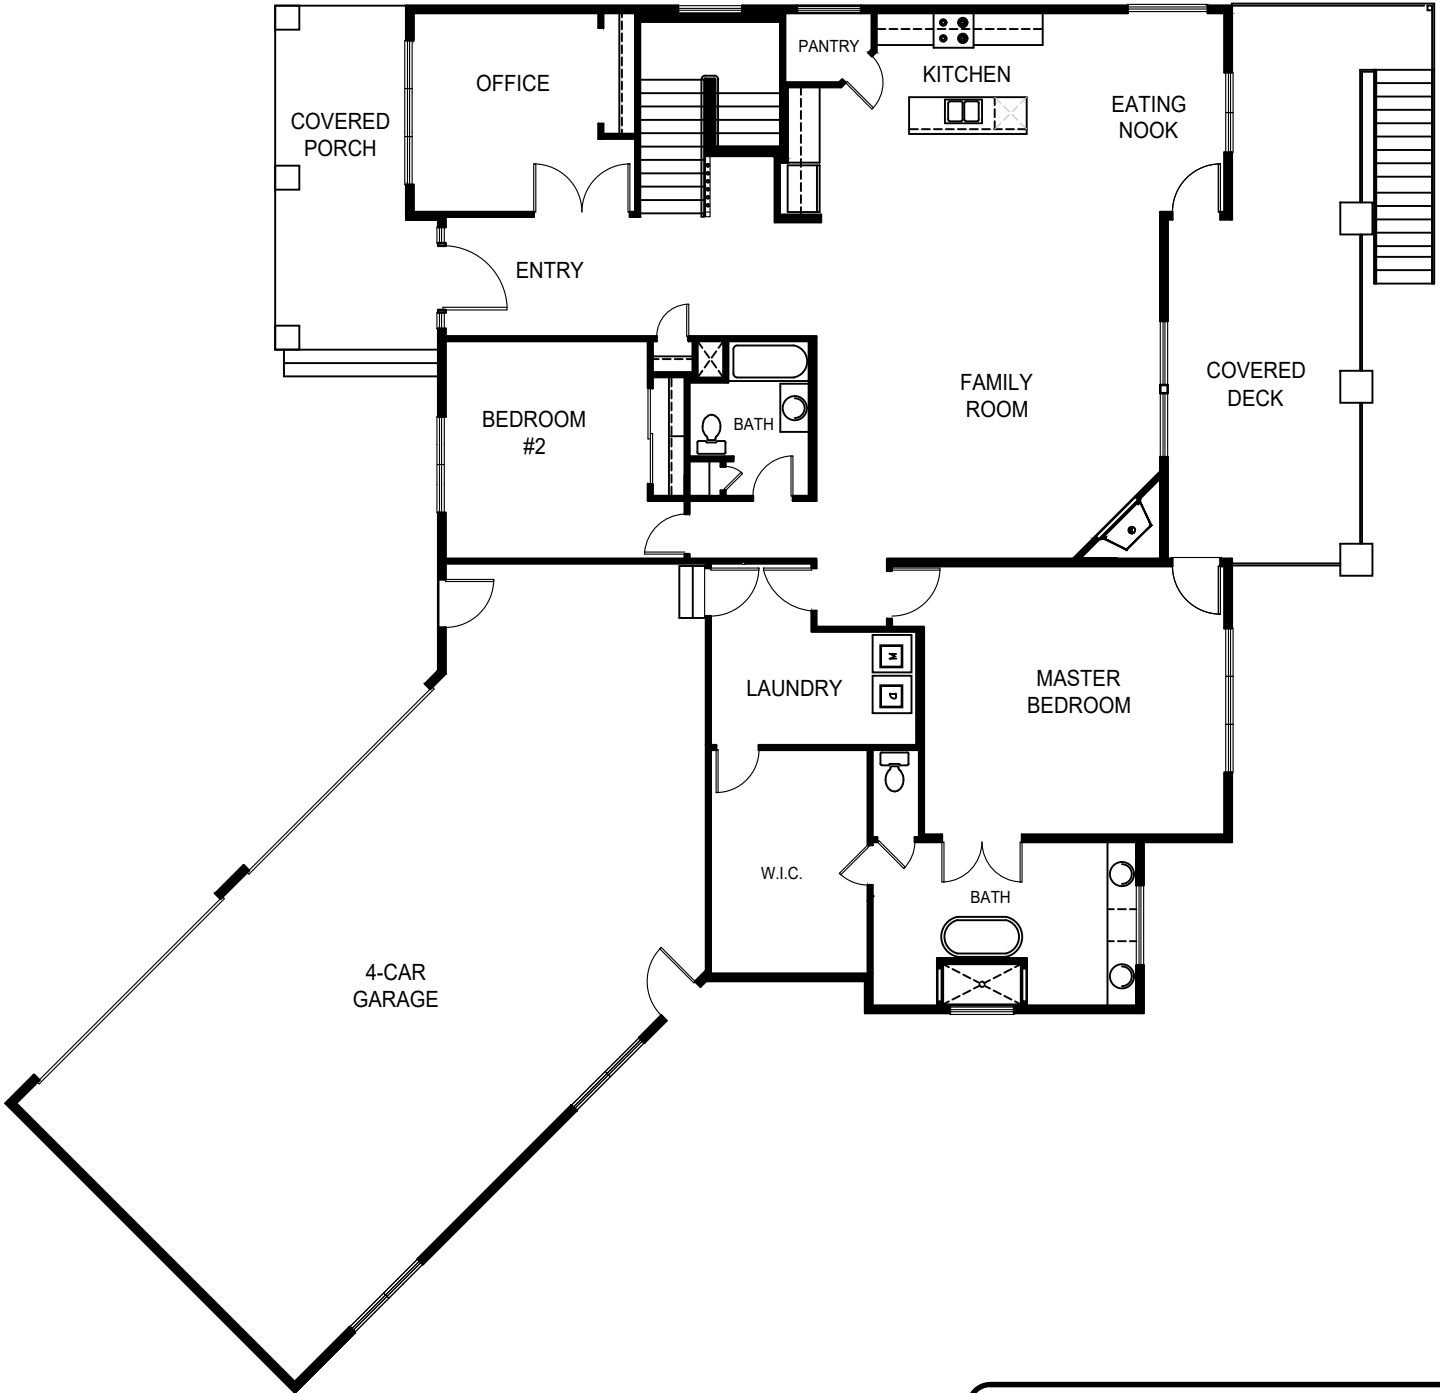 PANTRY
KITCHEN
OFFICE
EATING
NOOK
COVERED
PORCH
ENTRY
FAMILY
ROOM
COVERED
DECK
BEDROOM
#2
BATH
LAUNDRY
W
D
MASTER
BEDROOM
W.I.C.
BATH
4-CAR
GARAGE